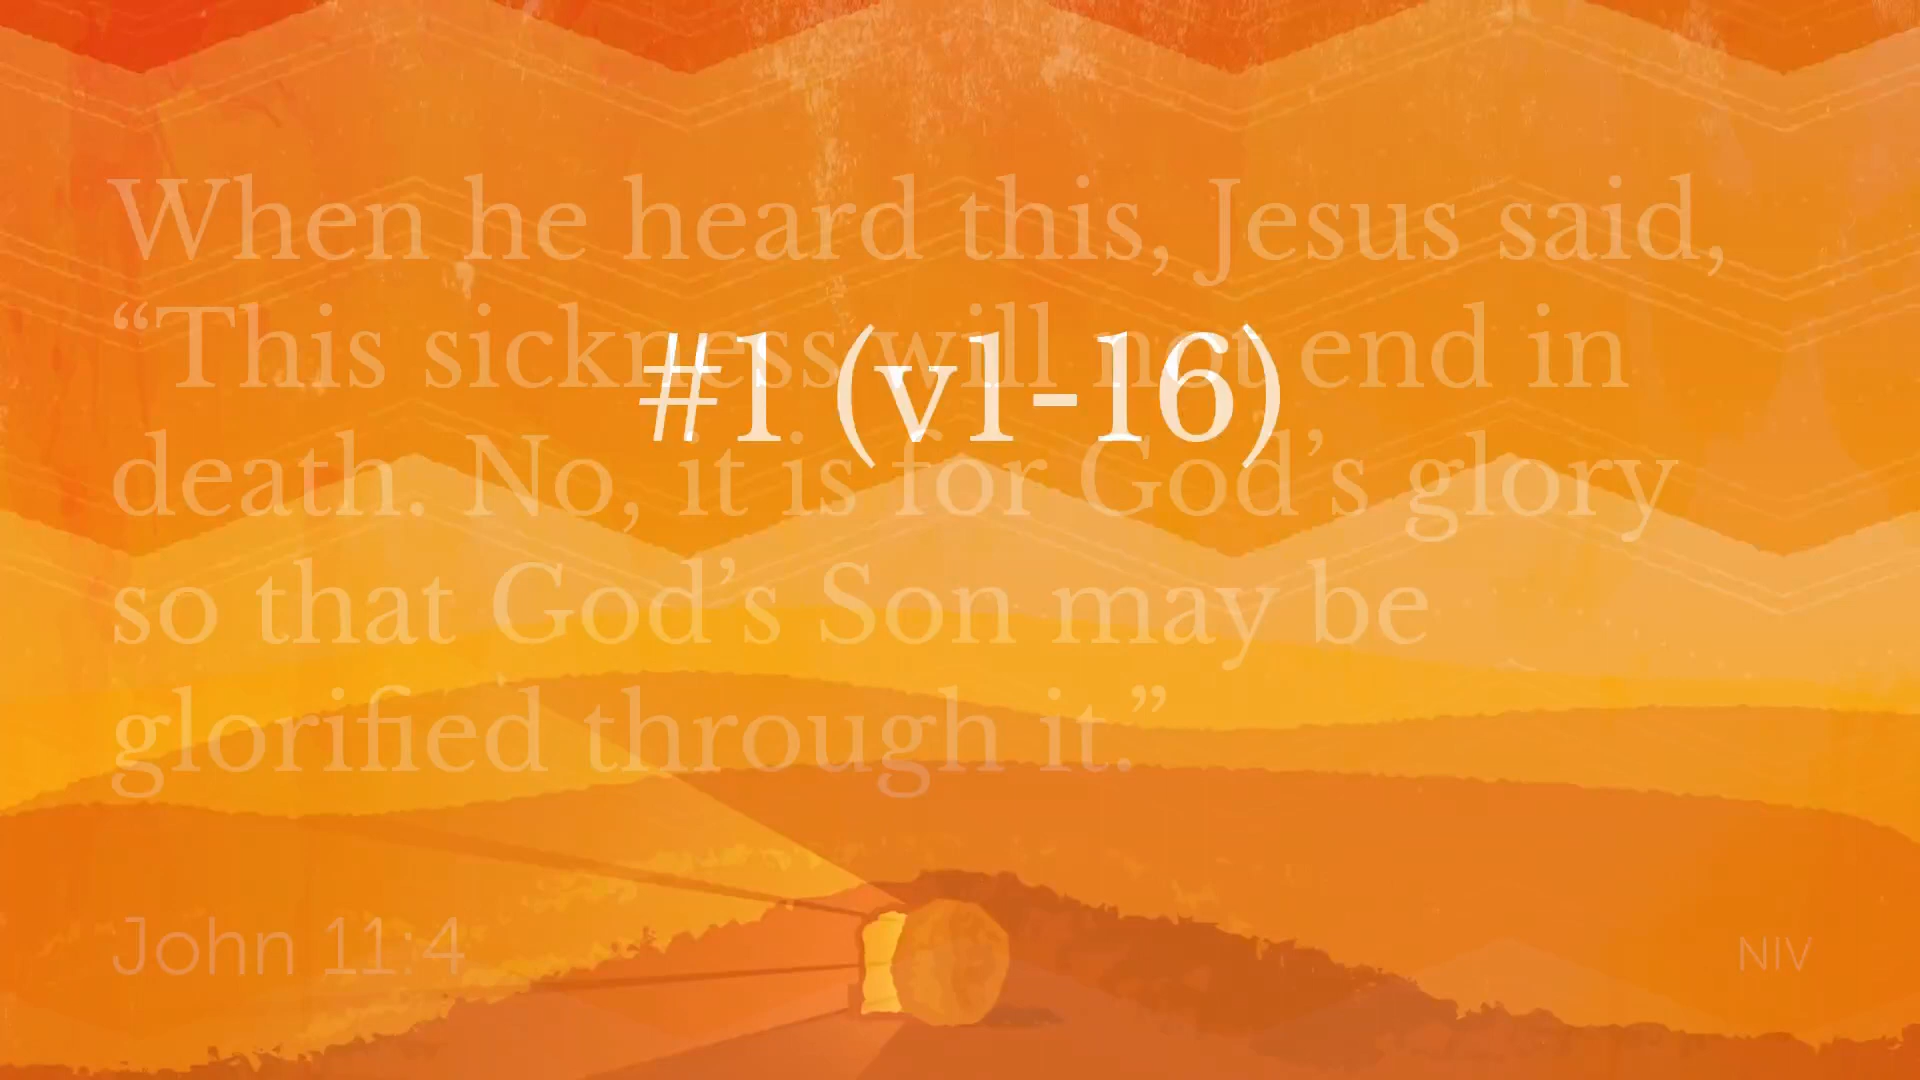 When he heard this, Jesus said,
“This sickness will not end in
#1 (v1-16)
death. No, it is for God’s glory
so that God’s Son may be
glorified through it.”
John 11:4
NIV